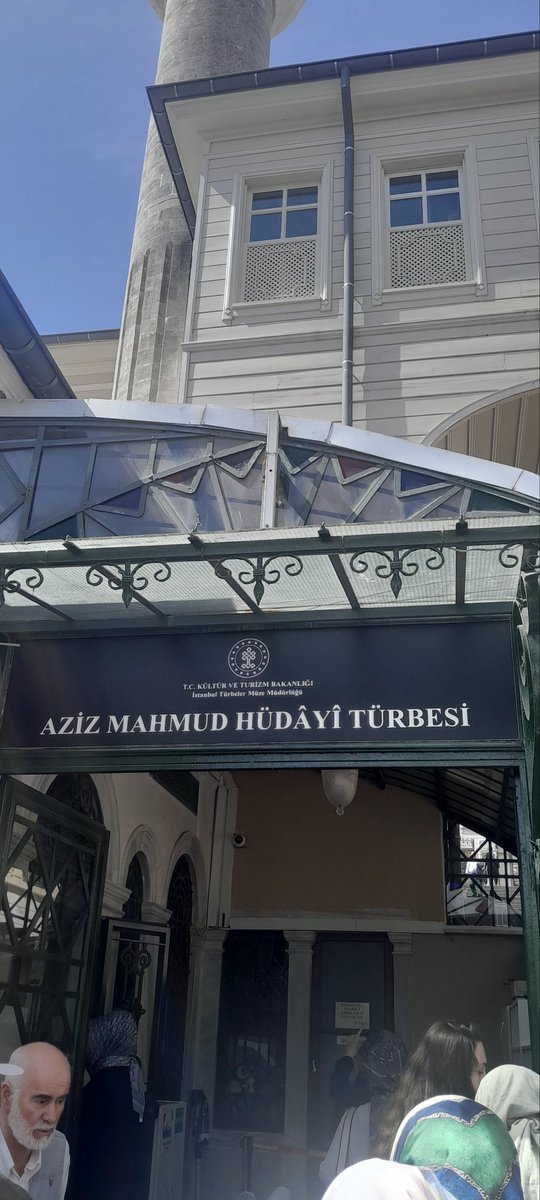 T.C. KÜLTÜR VE TURİZM BAKANLIĞI
İstanbul Türbeler Müze Müdürlüğü
AZİZ MAHMUD HÜDÂYÎ TÜRBESİ